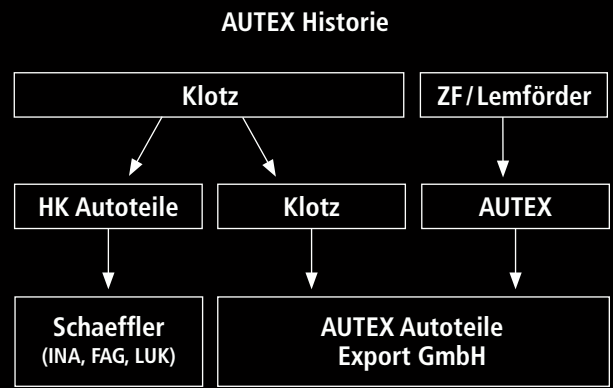 AUTEX Historie
Klotz
ZF / Lemförder
HK Autoteile
Klotz
AUTEX
Schaeffler
(INA, FAG, LUK)
AUTEX Autoteile
Export GmbH